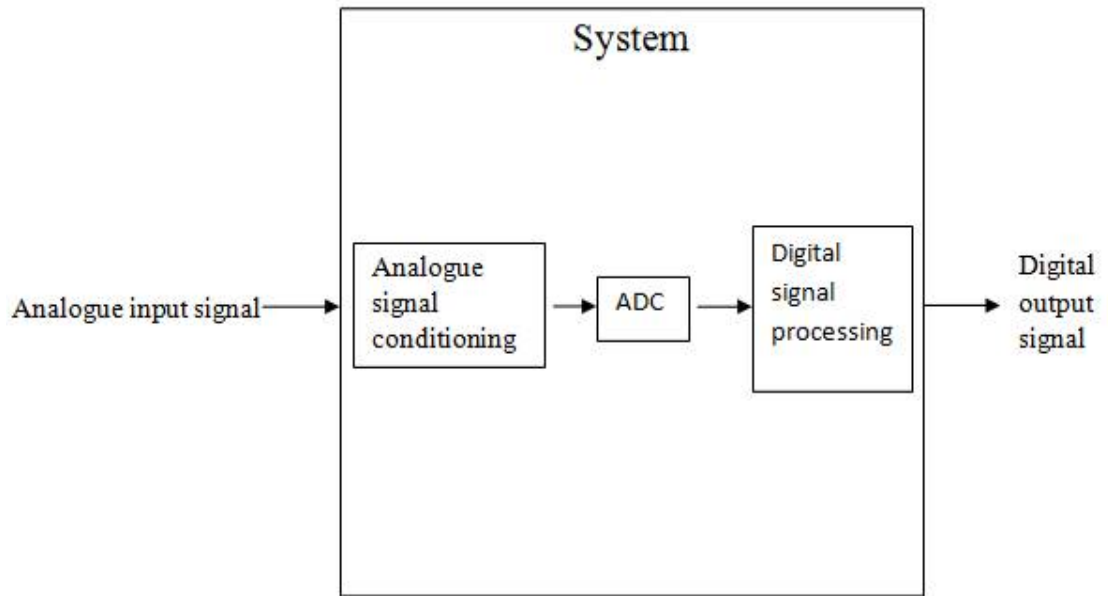 System
Analogue input signal
Analogue
signal
conditioning
ADC
Digital
signal
processing
Digital
output
signal